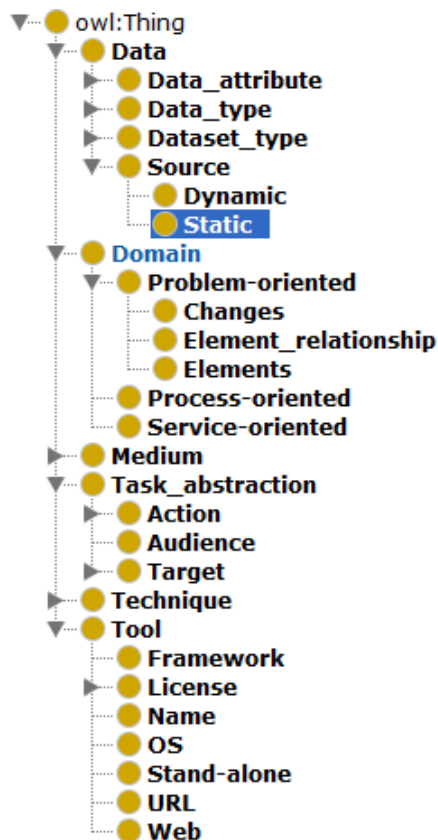 owl:Thing
Data
Data_attribute
Data_type
Dataset_type
Source
Dynamic
Static
Domain
Problem-oriented
Changes
Element_relationship
Elements
Process-oriented
Service-oriented
Medium
Task_abstraction
Action
Audience
Target
Technique
Tool
Framework
License
Name
OS
Stand-alone
URL
Web